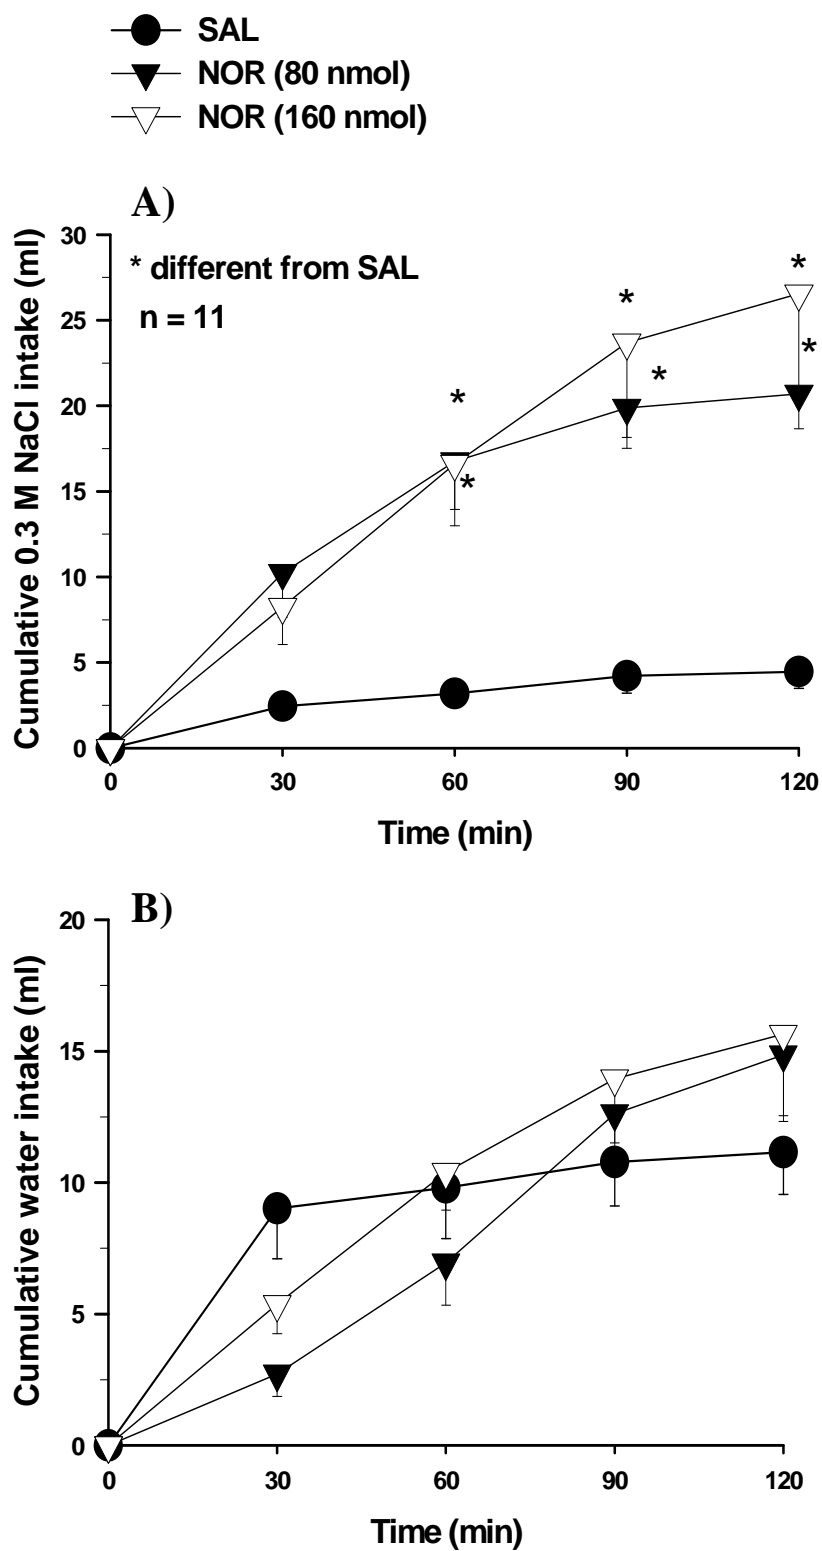 SAL
NOR (80 nmol)
NOR (160 nmol)
A)
Cumulative 0.3 M NaCl intake (ml)
30
25
20
15
10
5
0
* different from SAL
n = 11
*
*
*
*
*
*
0 30 60 90 120
Time (min)
B)
Cumulative water intake (ml)
20
15
10
5
0
0 30 60 90 120
Time (min)